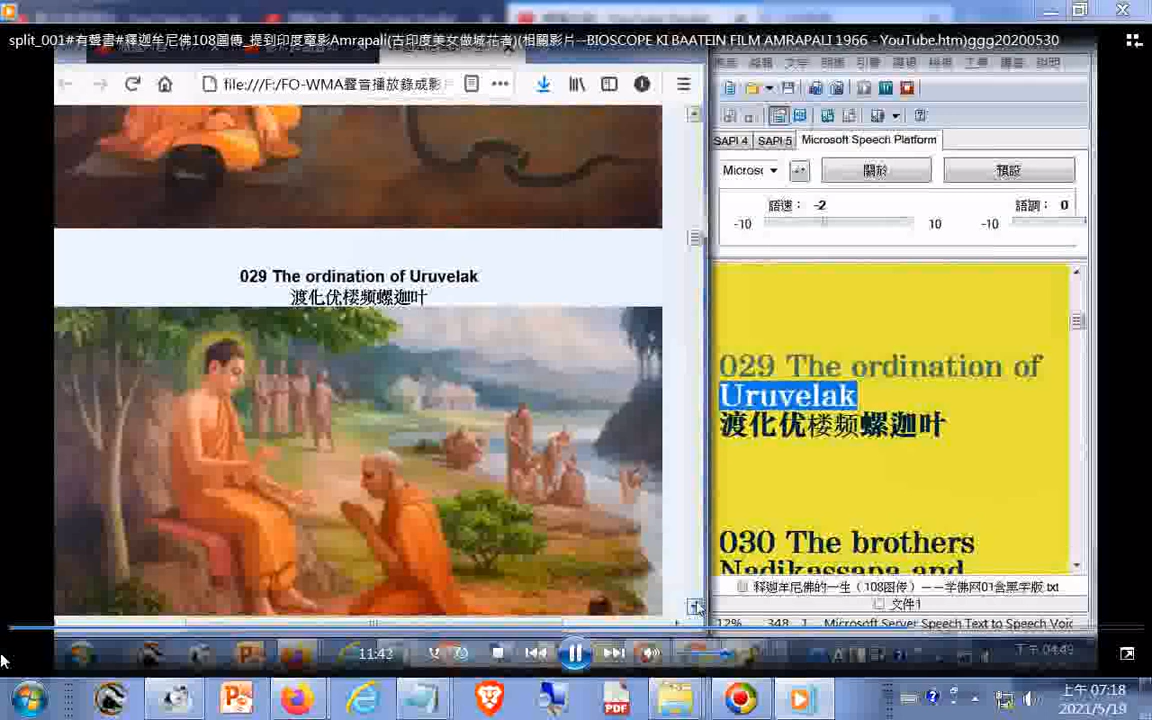 split_001#有聲書#釋迦牟尼佛108圖傳_提到印度電影Amrapali(古印度美女做城花者)(相關影片--BIOSCOPE KI BAATEIN FILM AMRAPALI 1966 - YouTube.htm)ggg20200530
file:///F:/FO-WMA聲音播放錄成影
SAPI 4 SAPI 5 Microsoft Speech Platform
關於 預設
語速： -2 語調： 0
-10 10 -10
029 The ordination of Uruvelak
渡化优楼频螺迦叶
029 The ordination of
Uruvelak
渡化优楼频螺迦叶
030 The brothers
Nadikassapa and
释迦牟尼佛的一生（108图传）——学佛网01含黑字版.txt
文件1
12% 348 1 Microsoft Server Speech Text to Speech Voic
11:42
下午 04:49
上午 07:18
2021/5/19